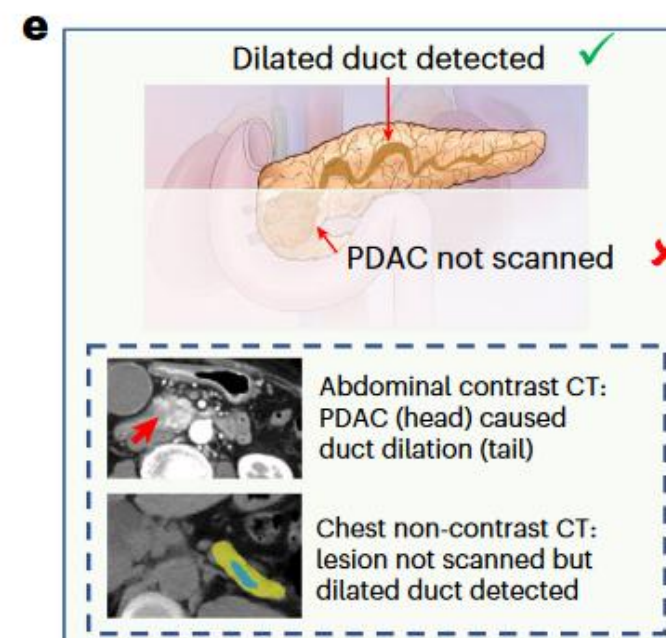 e
Dilated duct detected
PDAC not scanned
Abdominal contrast CT:
PDAC (head) caused
duct dilation (tail)
Chest non-contrast CT:
lesion not scanned but
dilated duct detected